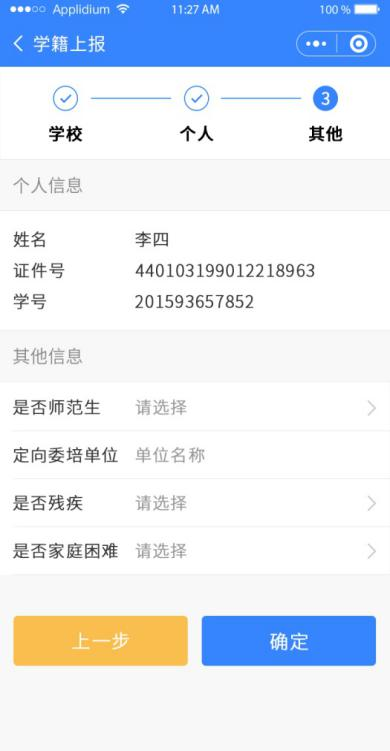 ●●●○○ Applidium 11:27 AM 100 %
学籍上报
3
学校 个人 其他
个人信息
姓名 李四
证件号 440103199012218963
学号 201593657852
其他信息
是否师范生 请选择
定向委培单位 单位名称
是否残疾 请选择
是否家庭困难 请选择
上一步 确定